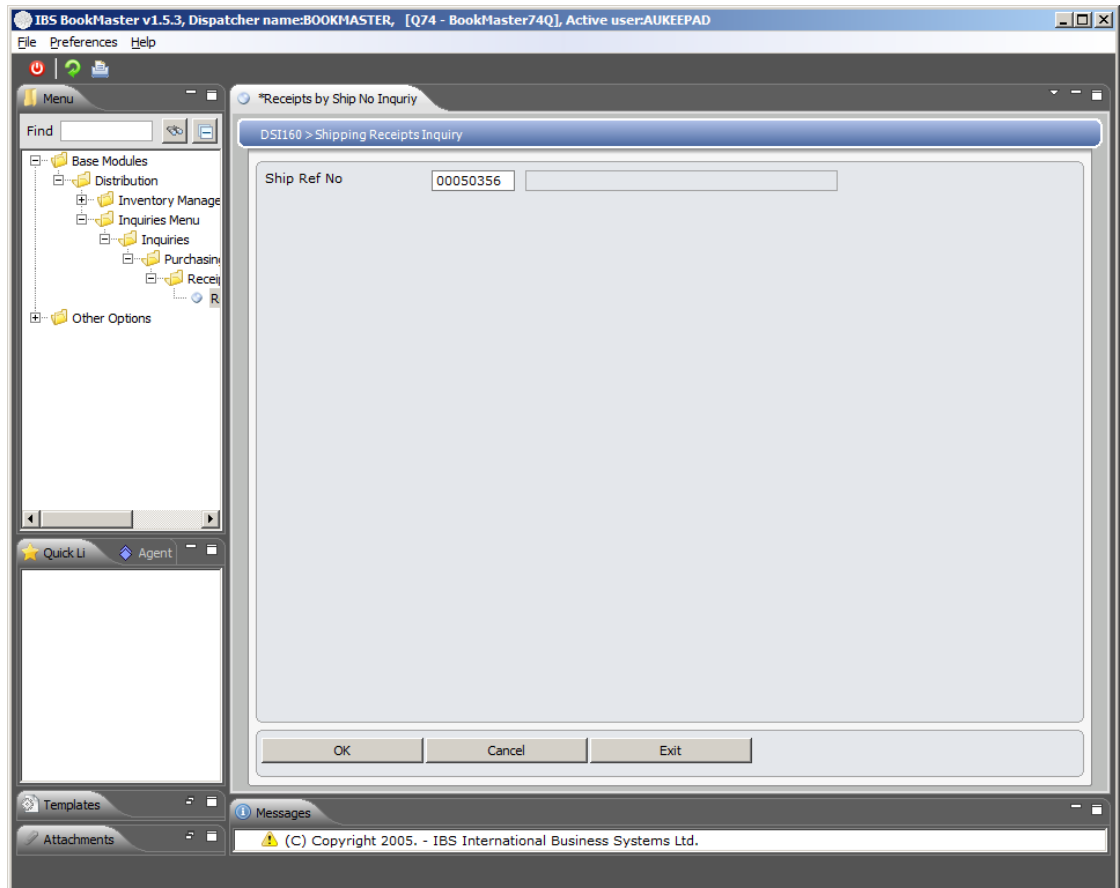 IBS BookMaster v1.5.3, Dispatcher name:BOOKMASTER, [Q74 - BookMaster74Q], Active user:AUKEEPAD
File Preferences Help
Menu
*Receipts by Ship No Inquriy
Find
DSI160 > Shipping Receipts Inquiry
Base Modules
Distribution
Inventory Manage
Inquiries Menu
Inquiries
Purchasin
Receip
R
Other Options
Ship Ref No 00050356
OK Cancel Exit
Quick Li Agent
Templates
Attachments
Messages
(C) Copyright 2005. - IBS International Business Systems Ltd.